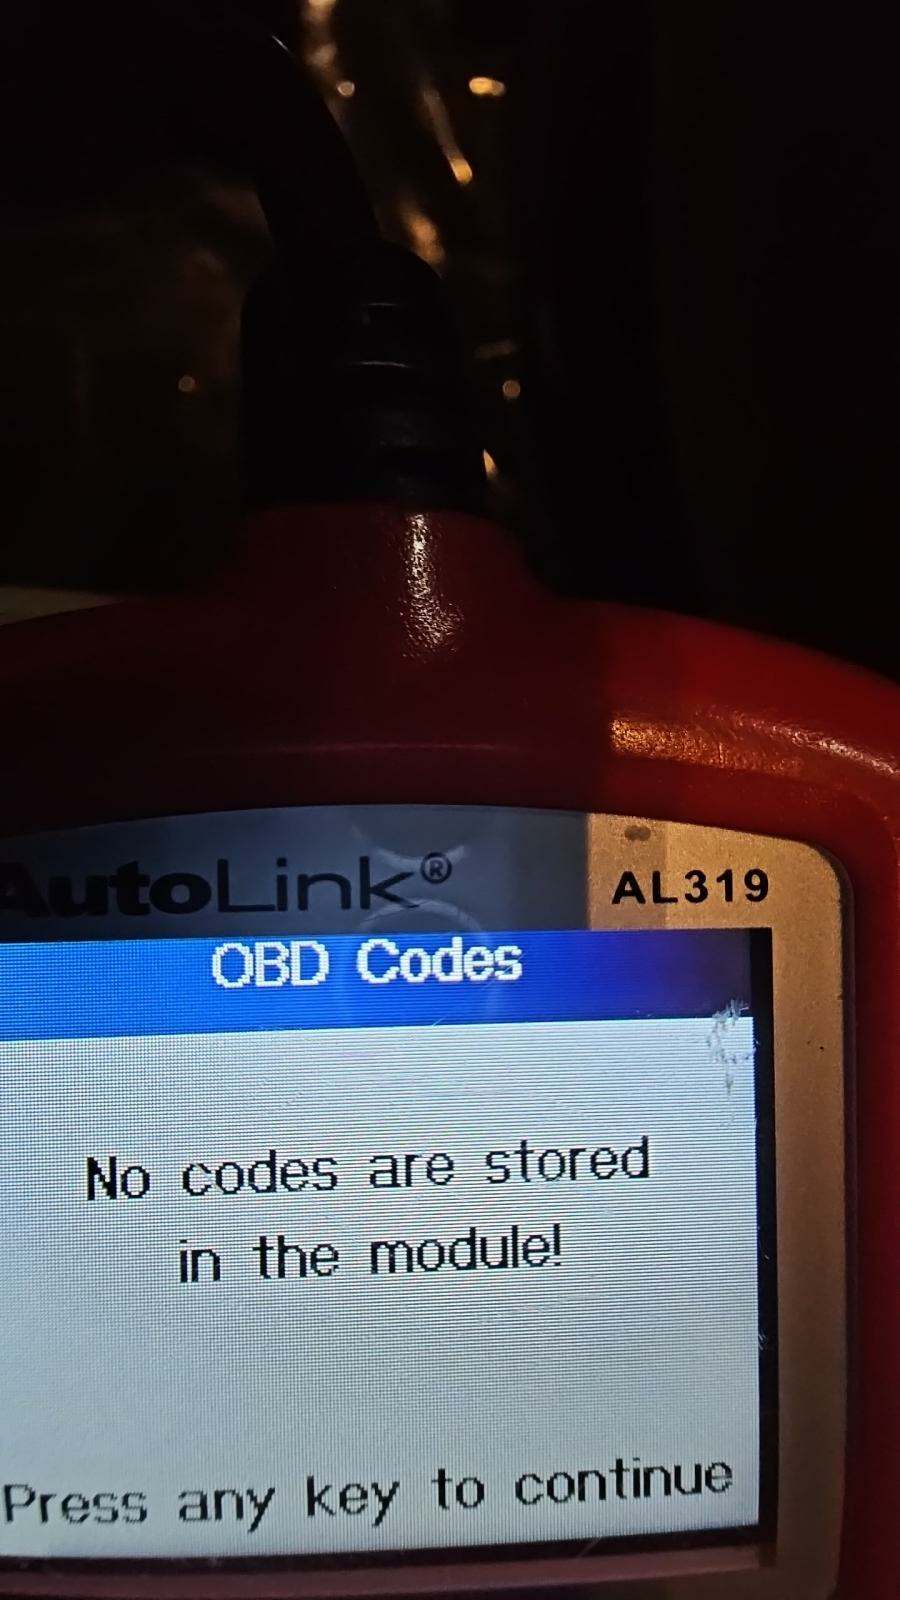 AutoLink®
AL319
OBD Codes
No codes are stored
in the module!
Press any key to continue